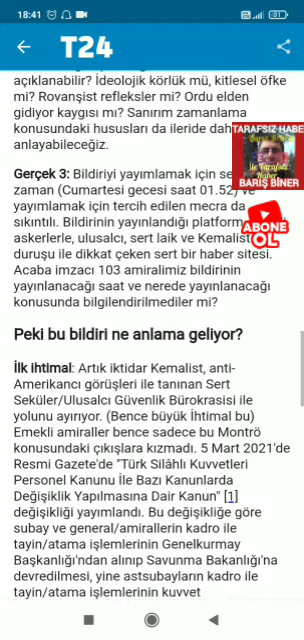 18:41
81
T24
açıklanabilir? İdeolojik körlük mü, kitlesel öfke
mi? Rovanşist refleksler mi? Ordu elden
gidiyor kaygısı mı? Sanırım zamanlama
konusundaki hususları da ileride dah
anlayabileceğiz.
TARAFSIZ HABE
Barış Biner
İle Tarafsız
Haber
BARIŞ BİNER
ABONE
OL
Gerçek 3: Bildiriyi yayımlamak için se
zaman (Cumartesi gecesi saat 01.52) ve
yayımlamak için tercih edilen mecra da
sıkıntılı. Bildirinin yayınlandığı platform
askerlerle, ulusalcı, sert laik ve Kemalist
duruşu ile dikkat çeken sert bir haber sitesi.
Acaba imzacı 103 amiralimiz bildirinin
yayınlanacağı saat ve nerede yayınlanacağı
konusunda bilgilendirilmediler mi?
Peki bu bildiri ne anlama geliyor?
İlk ihtimal: Artık iktidar Kemalist, anti-
Amerikancı görüşleri ile tanınan Sert
Seküler/Ulusalcı Güvenlik Bürokrasisi ile
yolunu ayırıyor. (Bence büyük İhtimal bu)
Emekli amiraller bence sadece bu Montrö
konusundaki çıkışlara kızmadı. 5 Mart 2021'de
Resmi Gazete'de "Türk Silâhlı Kuvvetleri
Personel Kanunu İle Bazı Kanunlarda
Değişiklik Yapılmasına Dair Kanun" [1]
değişikliği yayımlandı. Bu değişikliğe göre
subay ve general/amirallerin kadro ile
tayin/atama işlemlerinin Genelkurmay
Başkanlığı'ndan alınıp Savunma Bakanlığı'na
devredilmesi, yine astsubayların kadro ile
tayin/atama işlemlerinin kuvvet